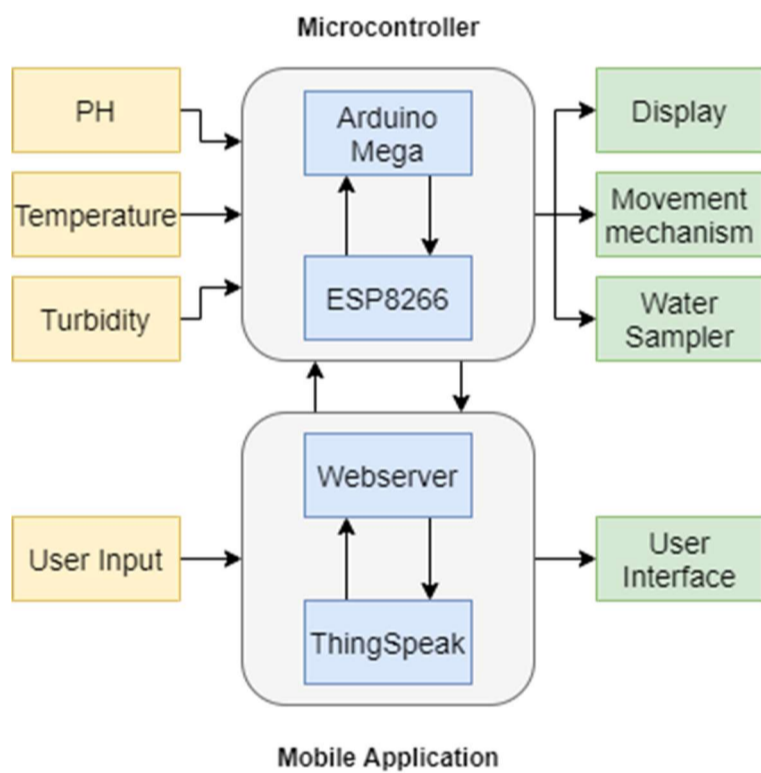 Microcontroller
PH
Temperature
Turbidity
Arduino
Mega
ESP8266
Display
Movement
mechanism
Water
Sampler
User Input
Webserver
ThingSpeak
User
Interface
Mobile Application